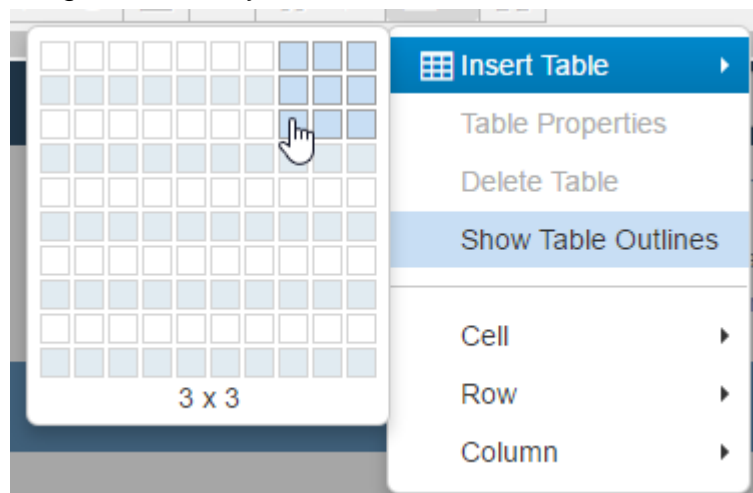 Insert Table
Table Properties
Delete Table
Show Table Outlines
Cell
Row
Column
3 x 3